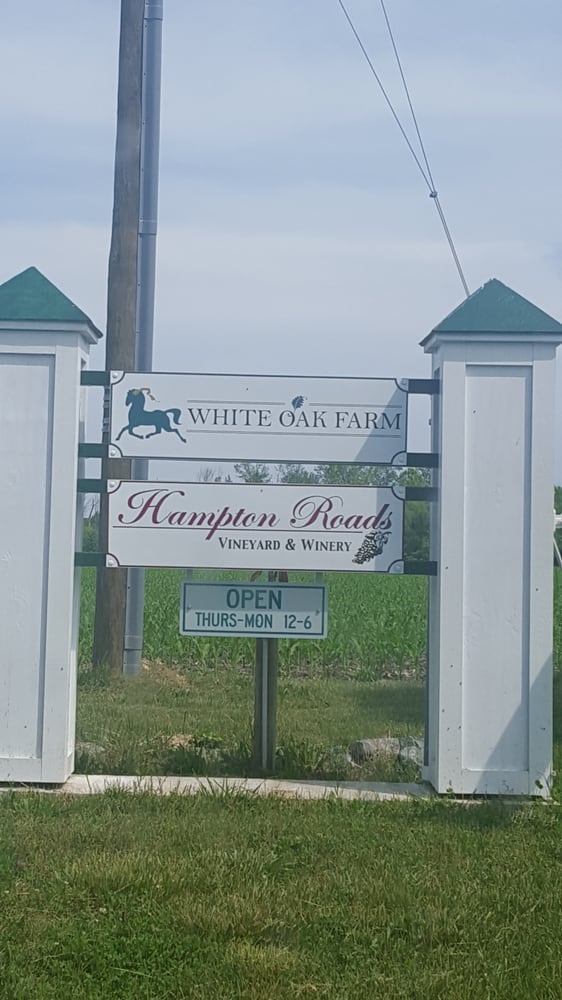 WHITE OAK FARM
Hampton Roads
VINEYARD & WINERY
OPEN
THURS-MON 12-6